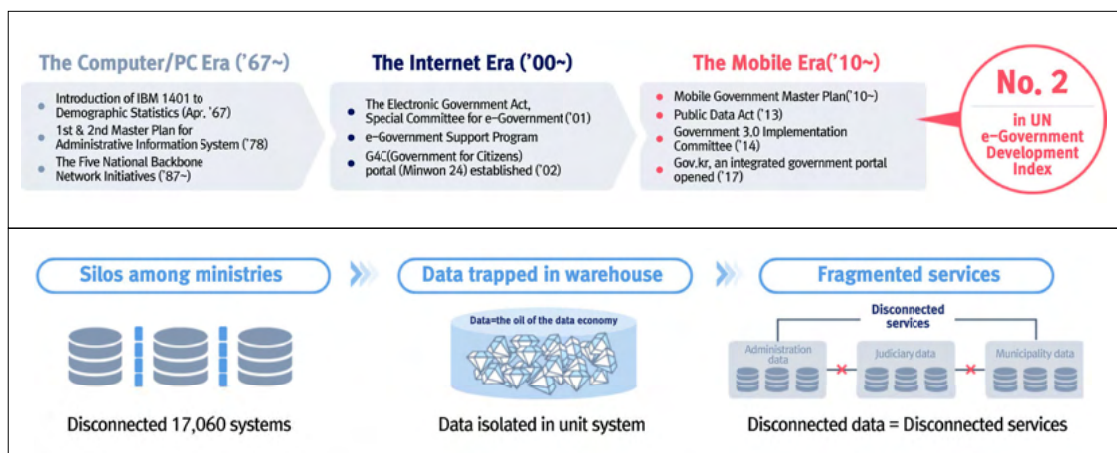 The Computer/PC Era ('67~)
Introduction of IBM 1401 to
Demographic Statistics (Apr. '67)
1st & 2nd Master Plan for
Administrative Information System ('78)
The Five National Backbone
Network Initiatives ('87~)
The Internet Era ('00~)
The Electronic Government Act,
Special Committee for e-Government ('01)
e-Government Support Program
G4C(Government for Citizens)
portal (Minwon 24) established ('02)
The Mobile Era('10~)
Mobile Government Master Plan('10~)
Public Data Act ('13)
Government 3.0 Implementation
Committee ('14)
Gov.kr, an integrated government portal
opened ('17)
No. 2
in UN
e-Government
Development
Index
Silos among ministries
Disconnected 17,060 systems
Data trapped in warehouse
Data=the oil of the data economy
Data isolated in unit system
Fragmented services
Disconnected
services
Administration
data
Judiciary data
Municipality data
Disconnected data = Disconnected services